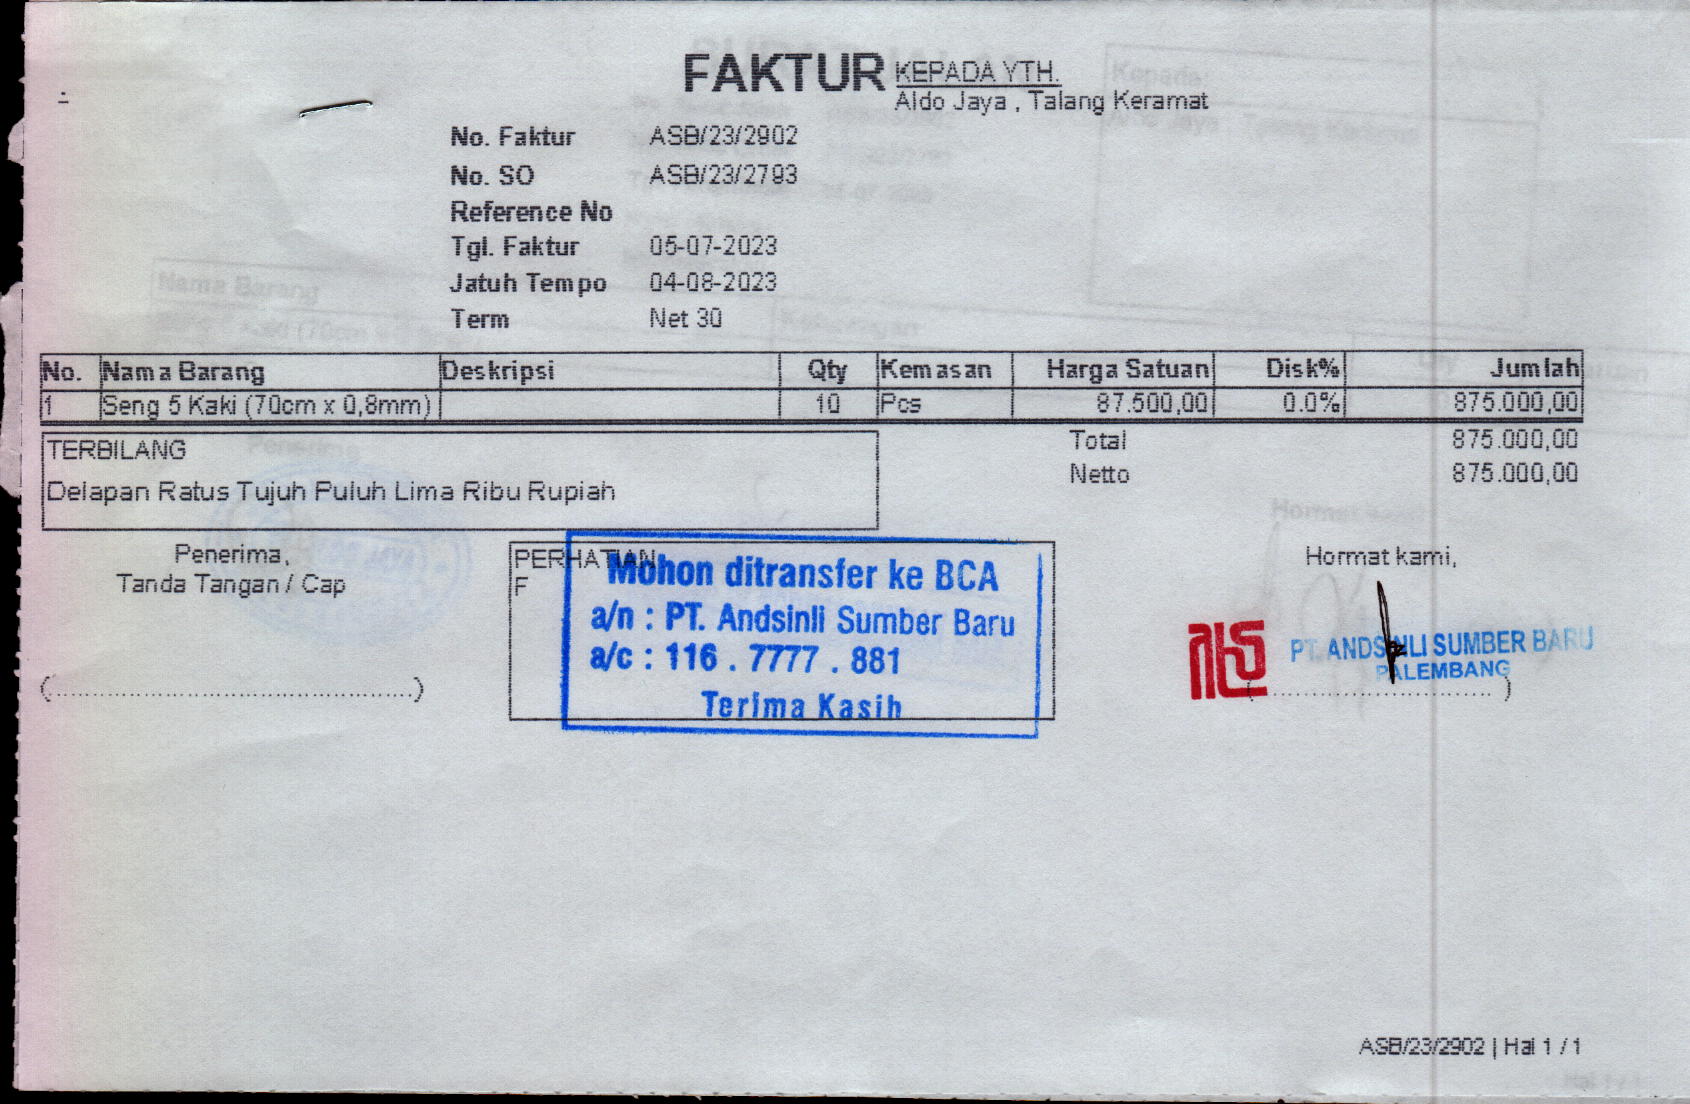 FAKTUR
KEPADA YTH.
Aldo Jaya , Talang Keramat
No. Faktur ASB/23/2902
No. SO ASB/23/2793
Reference No
Tgl. Faktur 05-07-2023
Jatuh Tempo 04-08-2023
Term Net 30
No. Nama Barang Deskripsi Qty Kemasan Harga Satuan Disk% Jumlah
1 Seng 5 Kaki (70cm x 0,8mm) 10 Pcs 87.500,00 0.0% 875.000,00
Total 875.000,00
Netto 875.000,00
TERBILANG
Delapan Ratus Tujuh Puluh Lima Ribu Rupiah
Penerima,
Tanda Tangan / Cap
(......................................)
PERHATIAN
F
Mohon ditransfer ke BCA
a/n : PT. Andsinli Sumber Baru
a/c : 116 . 7777 . 881
Terima Kasih
Hormat kami,
PT. ANDSINLI SUMBER BARU
PALEMBANG
(..............................)
ASB/23/2902 | Hal 1 / 1